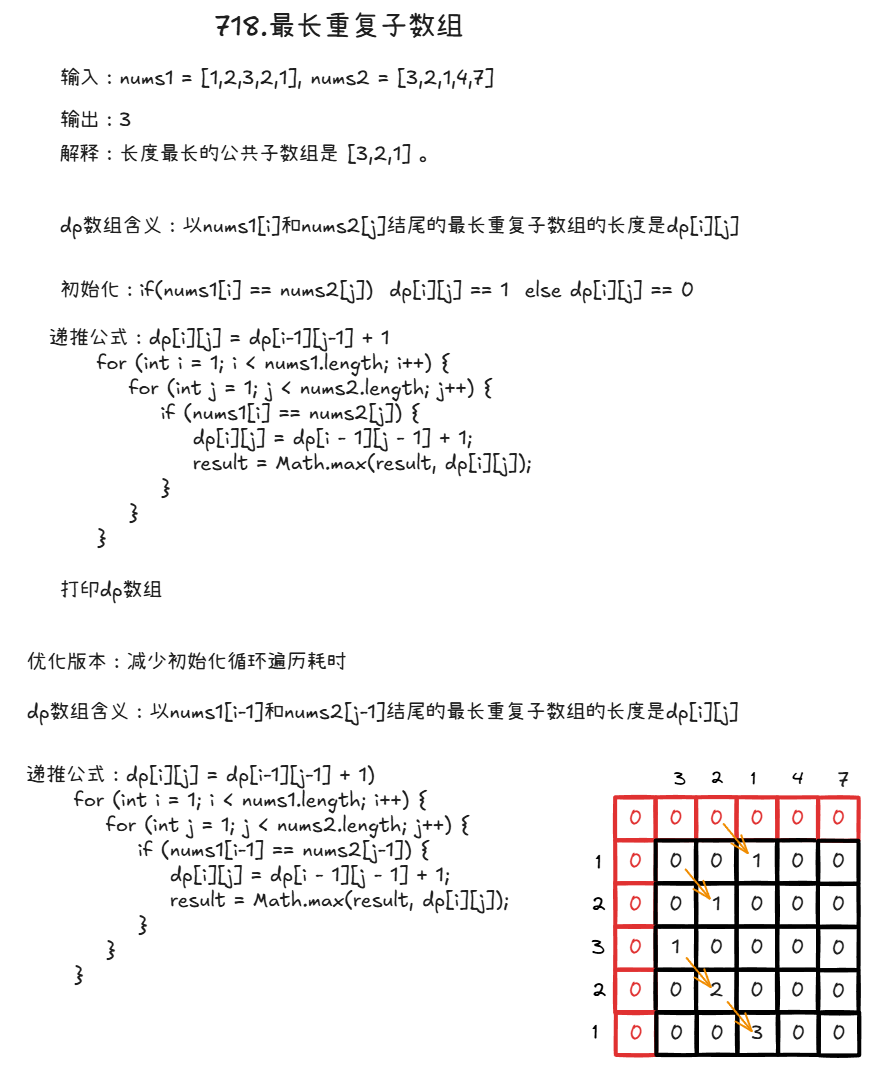 718.最长重复子数组
输入：nums1 = [1,2,3,2,1], nums2 = [3,2,1,4,7]
输出：3
解释：长度最长的公共子数组是 [3,2,1] 。
dp数组含义：以nums1[i]和nums2[j]结尾的最长重复子数组的长度是dp[i][j]
初始化：if(nums1[i] == nums2[j]) dp[i][j] == 1 else dp[i][j] == 0
递推公式：dp[i][j] = dp[i-1][j-1] + 1
for (int i = 1; i < nums1.length; i++) {
for (int j = 1; j < nums2.length; j++) {
if (nums1[i] == nums2[j]) {
dp[i][j] = dp[i - 1][j - 1] + 1;
result = Math.max(result, dp[i][j]);
}
}
}
打印dp数组
优化版本：减少初始化循环遍历耗时
dp数组含义：以nums1[i-1]和nums2[j-1]结尾的最长重复子数组的长度是dp[i][j]
递推公式：dp[i][j] = dp[i-1][j-1] + 1)
for (int i = 1; i < nums1.length; i++) {
for (int j = 1; j < nums2.length; j++) {
if (nums1[i-1] == nums2[j-1]) {
dp[i][j] = dp[i - 1][j - 1] + 1;
result = Math.max(result, dp[i][j]);
}
}
}
3 2 1 4 7
0 0 0 0 0 0
1 0 0 0 1 0 0
2 0 0 1 0 0 0
3 0 1 0 0 0 0
2 0 0 2 0 0 0
1 0 0 0 3 0 0